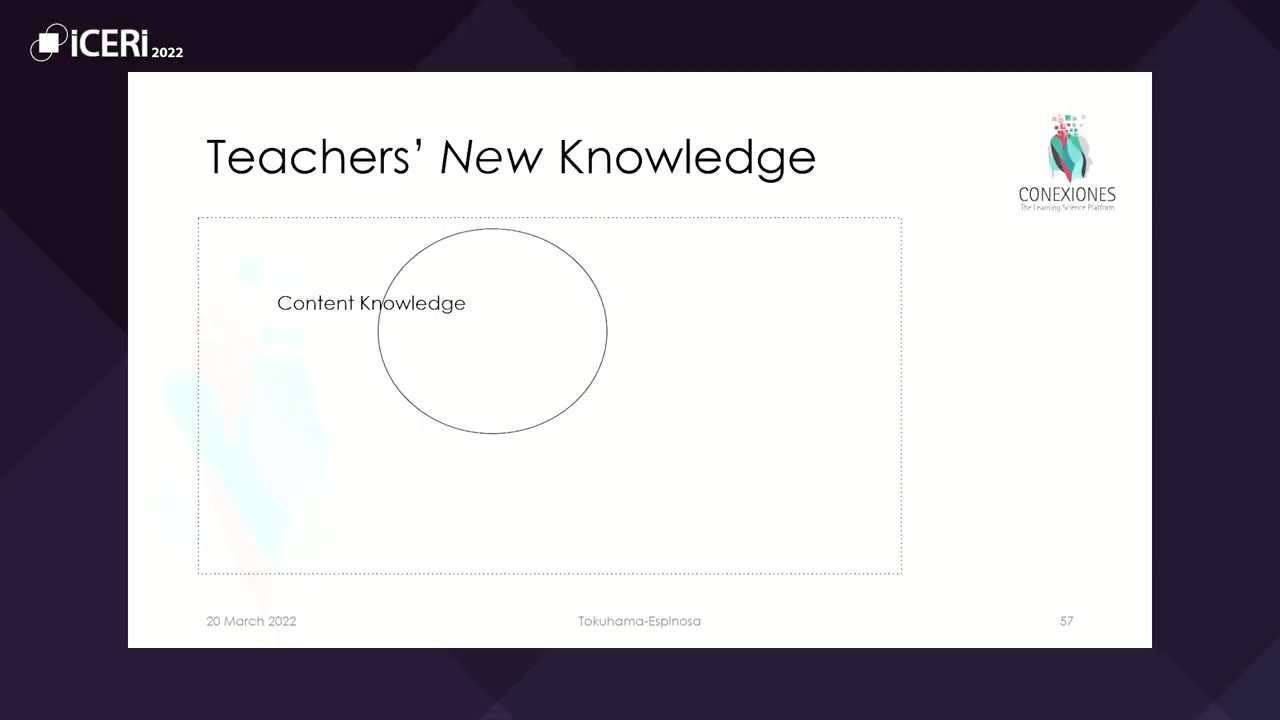 iCERi 2022
Teachers’ New Knowledge
CONEXIONES
The Learning Science Platform
Content Knowledge
20 March 2022
Tokuhama-Espinosa
57